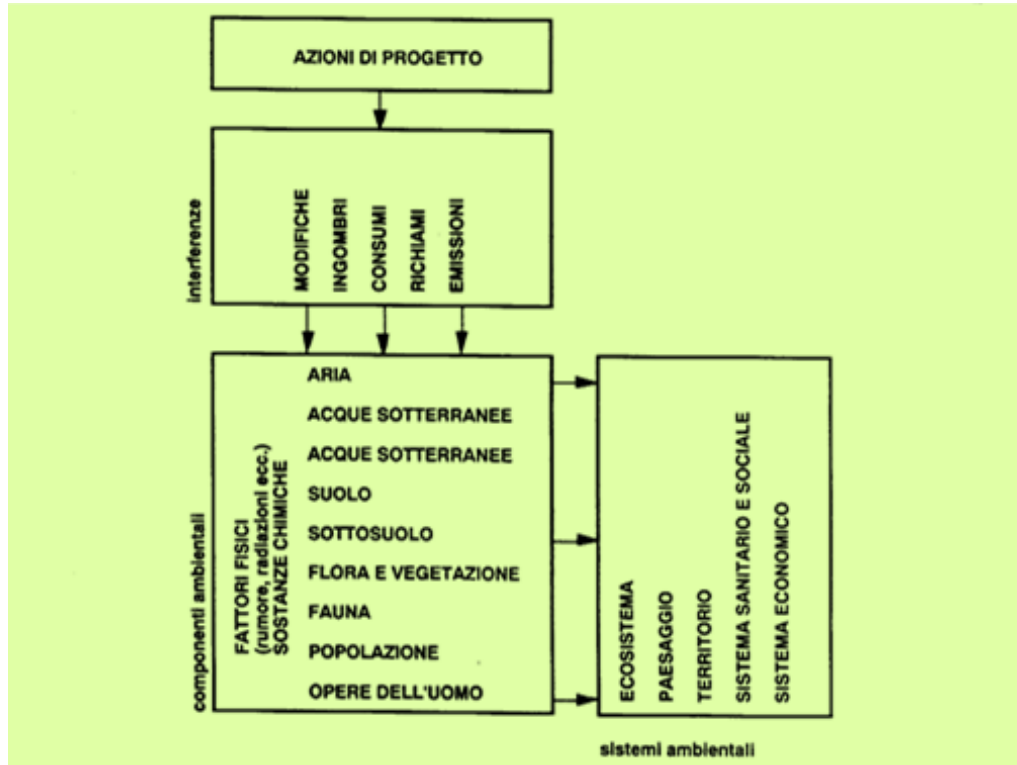 AZIONI DI PROGETTO
interferenze
MODIFICHE
INGOMBRI
CONSUMI
RICHIAMI
EMISSIONI
componenti ambientali
FATTORI FISICI
(rumore, radiazioni ecc.)
SOSTANZE CHIMICHE
ARIA
ACQUE SOTTERRANEE
ACQUE SOTTERRANEE
SUOLO
SOTTOSUOLO
FLORA E VEGETAZIONE
FAUNA
POPOLAZIONE
OPERE DELL'UOMO
ECOSISTEMA
PAESAGGIO
TERRITORIO
SISTEMA SANITARIO E SOCIALE
SISTEMA ECONOMICO
sistemi ambientali